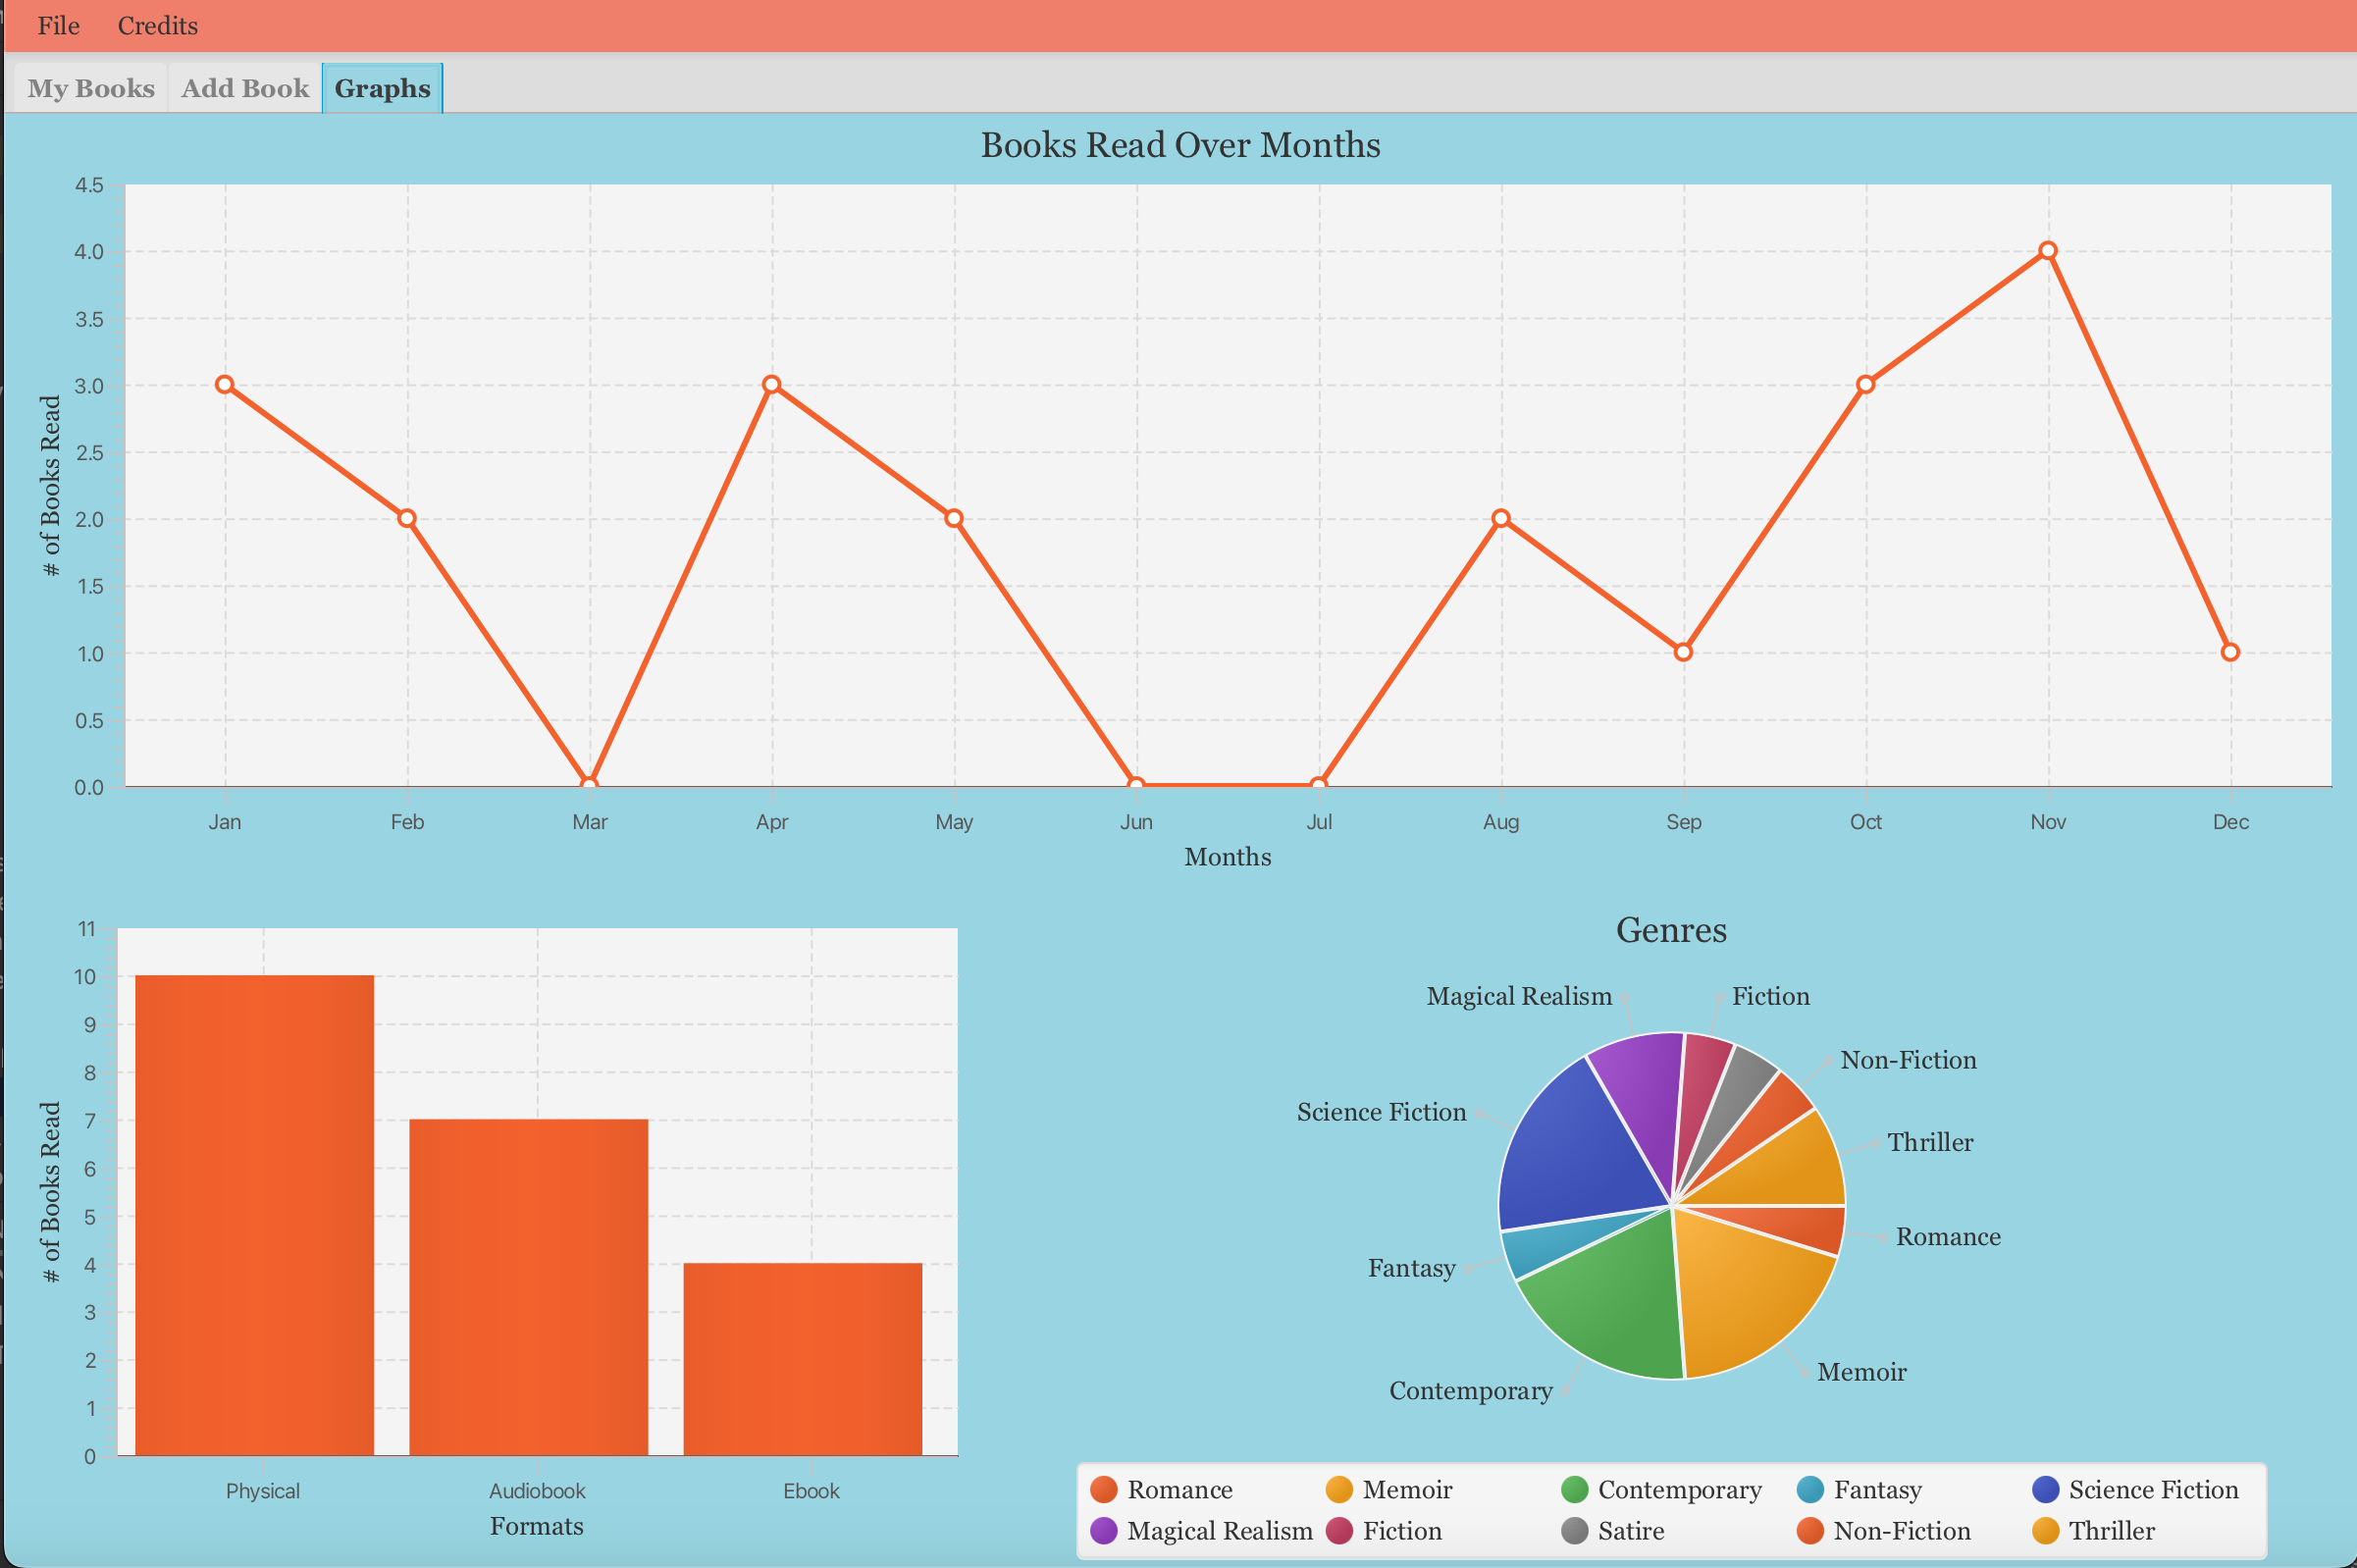 File Credits
My Books Add Book Graphs
Books Read Over Months
# of Books Read
4.5
4.0
3.5
3.0
2.5
2.0
1.5
1.0
0.5
0.0
Jan Feb Mar Apr May Jun Jul Aug Sep Oct Nov Dec
Months
# of Books Read
11
10
9
8
7
6
5
4
3
2
1
0
Physical Audiobook Ebook
Formats
Genres
Magical Realism Fiction
Non-Fiction
Science Fiction
Thriller
Romance
Fantasy
Memoir
Contemporary
Romance Memoir Contemporary Fantasy Science Fiction
Magical Realism Fiction Satire Non-Fiction Thriller